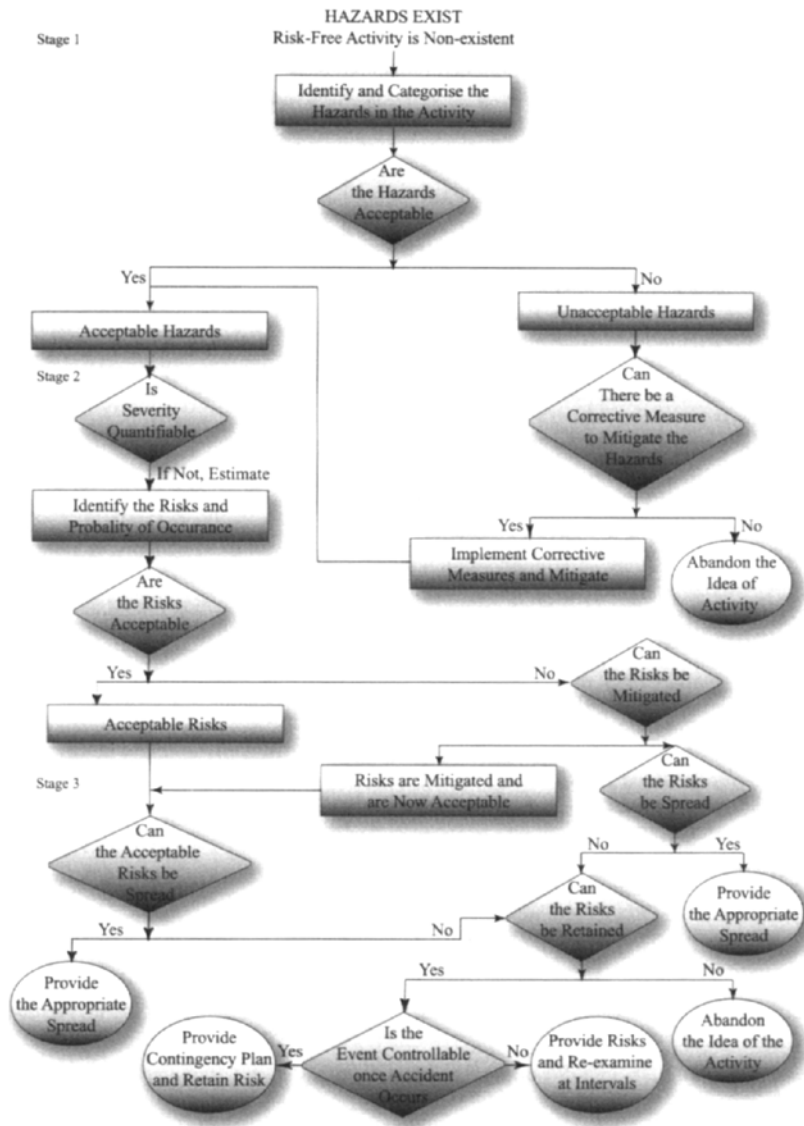 HAZARDS EXIST
Risk-Free Activity is Non-existent
Stage 1
Identify and Categorise the
Hazards in the Activity
Are
the Hazards
Acceptable
Yes
No
Acceptable Hazards
Unacceptable Hazards
Stage 2
Is
Severity
Quantifiable
Can
There be a
Corrective Measure
to Mitigate the
Hazards
If Not, Estimate
Identify the Risks and
Probality of Occurance
Yes
No
Implement Corrective
Measures and Mitigate
Abandon the
Idea of
Activity
Are
the Risks
Acceptable
Yes
No
Can
the Risks be
Mitigated
Acceptable Risks
Stage 3
Risks are Mitigated and
are Now Acceptable
Can
the Risks
be Spread
Can
the Acceptable
Risks be
Spread
No
Yes
Can
the Risks
be Retained
Provide
the Appropriate
Spread
Yes
No
Provide
the Appropriate
Spread
Yes
No
Provide
Contingency Plan
and Retain Risk
Yes
Is the
Event Controllable
once Accident
Occurs
No
Provide Risks
and Re-examine
at Intervals
Abandon
the Idea of the
Activity